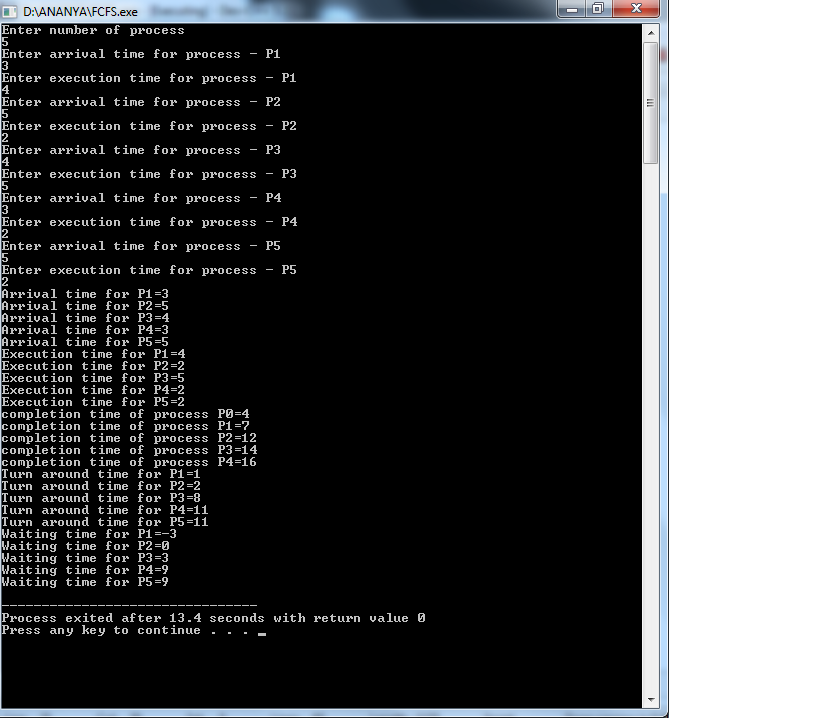 D:\ANANYA\FCFS.exe
Enter number of process
5
Enter arrival time for process - P1
3
Enter execution time for process - P1
4
Enter arrival time for process - P2
5
Enter execution time for process - P2
2
Enter arrival time for process - P3
4
Enter execution time for process - P3
5
Enter arrival time for process - P4
3
Enter execution time for process - P4
2
Enter arrival time for process - P5
5
Enter execution time for process - P5
2
Arrival time for P1=3
Arrival time for P2=5
Arrival time for P3=4
Arrival time for P4=3
Arrival time for P5=5
Execution time for P1=4
Execution time for P2=2
Execution time for P3=5
Execution time for P4=2
Execution time for P5=2
completion time of process P0=4
completion time of process P1=7
completion time of process P2=12
completion time of process P3=14
completion time of process P4=16
Turn around time for P1=1
Turn around time for P2=2
Turn around time for P3=8
Turn around time for P4=11
Turn around time for P5=11
Waiting time for P1=-3
Waiting time for P2=0
Waiting time for P3=3
Waiting time for P4=9
Waiting time for P5=9
--------------------------------
Process exited after 13.4 seconds with return value 0
Press any key to continue . . . _